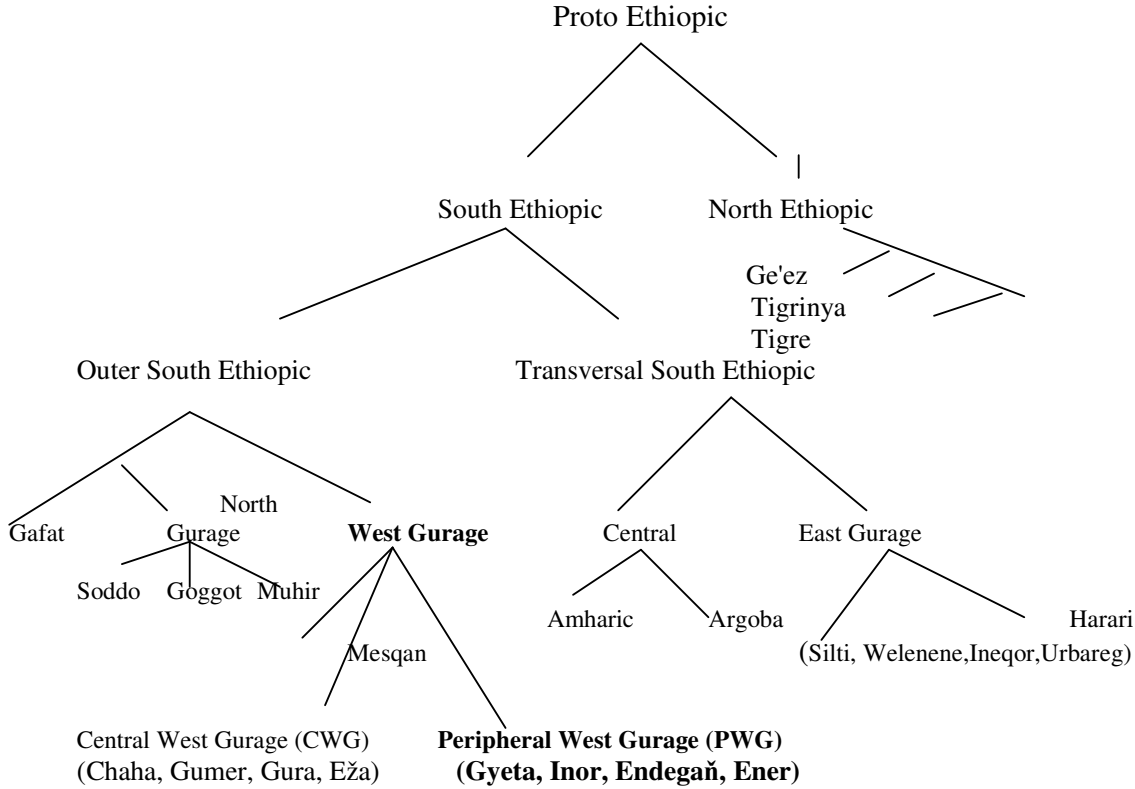 Proto Ethiopic
South Ethiopic North Ethiopic
Ge'ez
Tigrinya
Tigre
Outer South Ethiopic Transversal South Ethiopic
North
Gafat Gurage West Gurage Central East Gurage
Soddo Goggot Muhir
Amharic Argoba Harari
Mesqan (Silti, Welenene,Ineqor,Urbareg)
Central West Gurage (CWG) Peripheral West Gurage (PWG)
(Chaha, Gumer, Gura, Eža) (Gyeta, Inor, Endegaň, Ener)